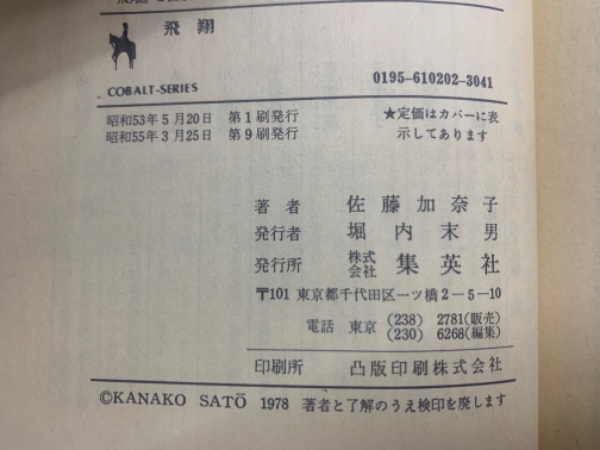 飛翔
COBALT-SERIES
0195-610202-3041
昭和53年5月20日 第1刷発行
昭和55年3月25日 第9刷発行
★定価はカバーに表
示してあります
著者 佐藤加奈子
発行者 堀内末男
発行所 株式会社 集英社
〒101 東京都千代田区一ツ橋2-5-10
電話 東京 (238) 2781(販売)
(230) 6268(編集)
印刷所 凸版印刷株式会社
©KANAKO SATŌ 1978 著者と了解のうえ検印を廃します